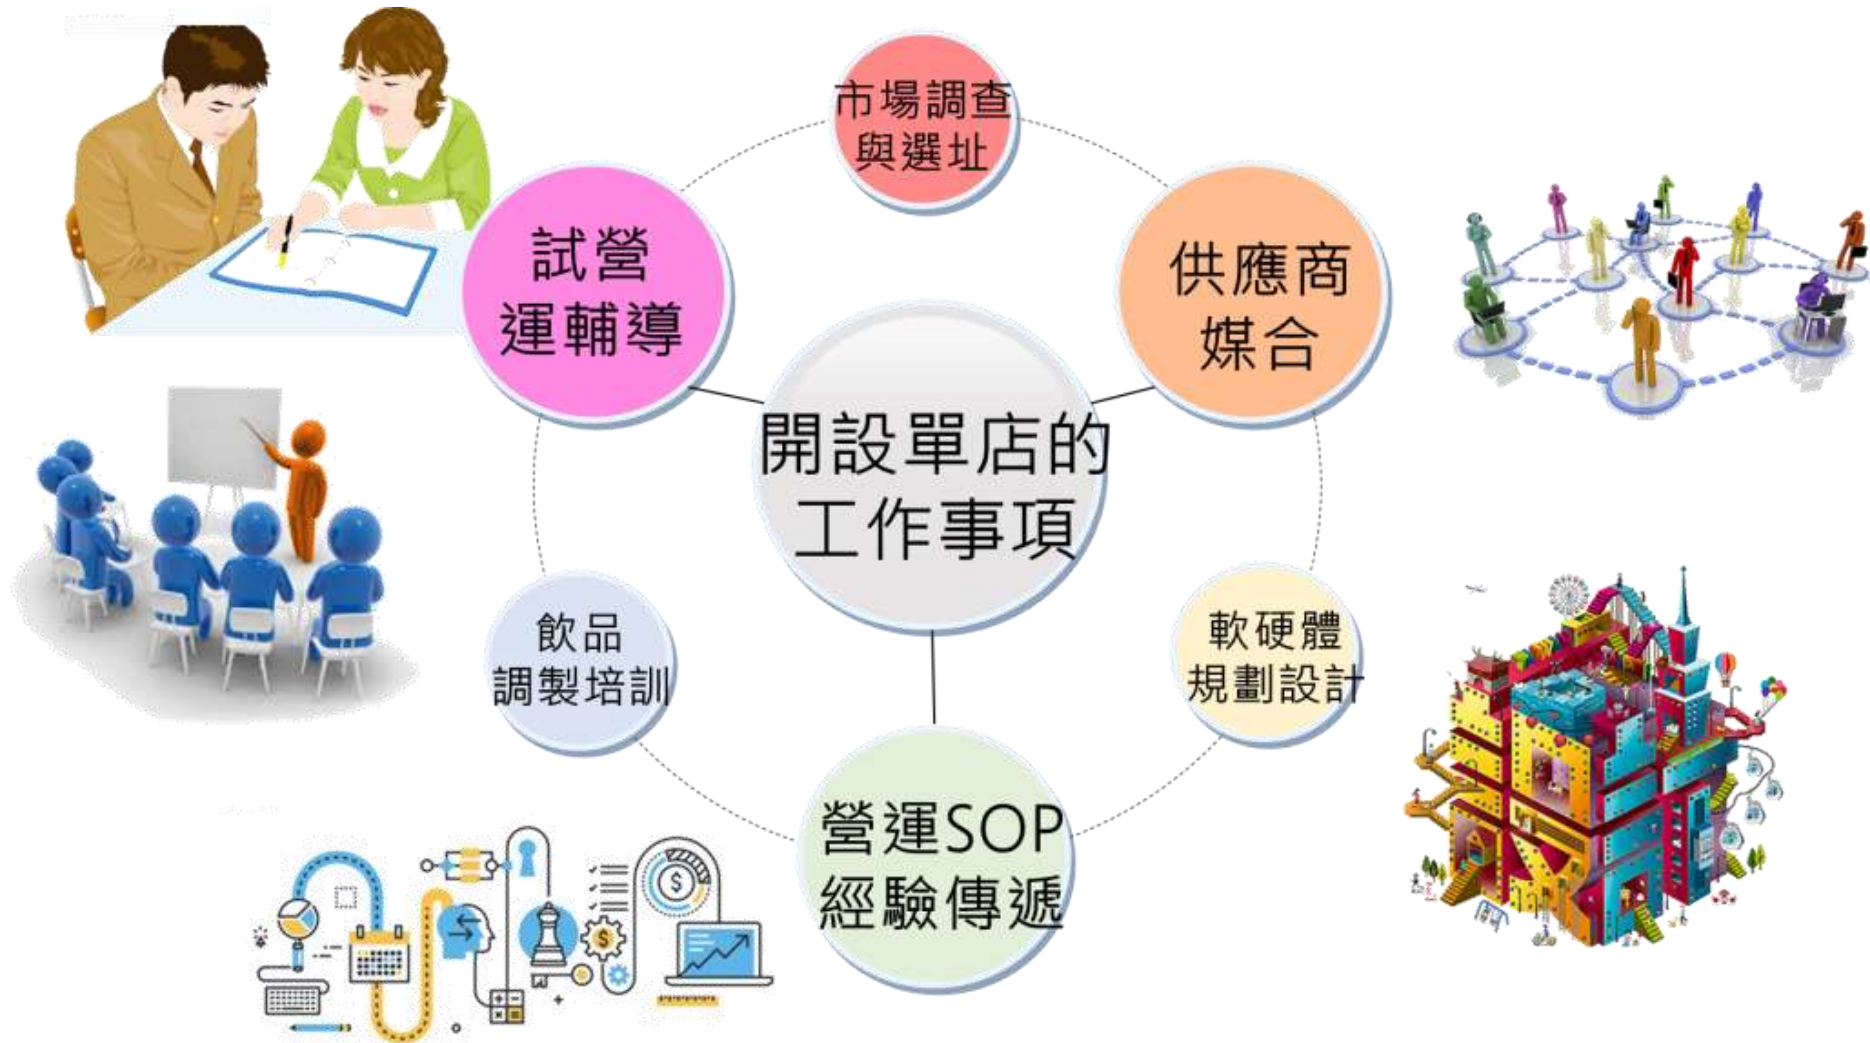 市場調查
與選址
試營
運輔導
供應商
媒合
開設單店的
工作事項
飲品
調製培訓
軟硬體
規劃設計
營運SOP
經驗傳遞